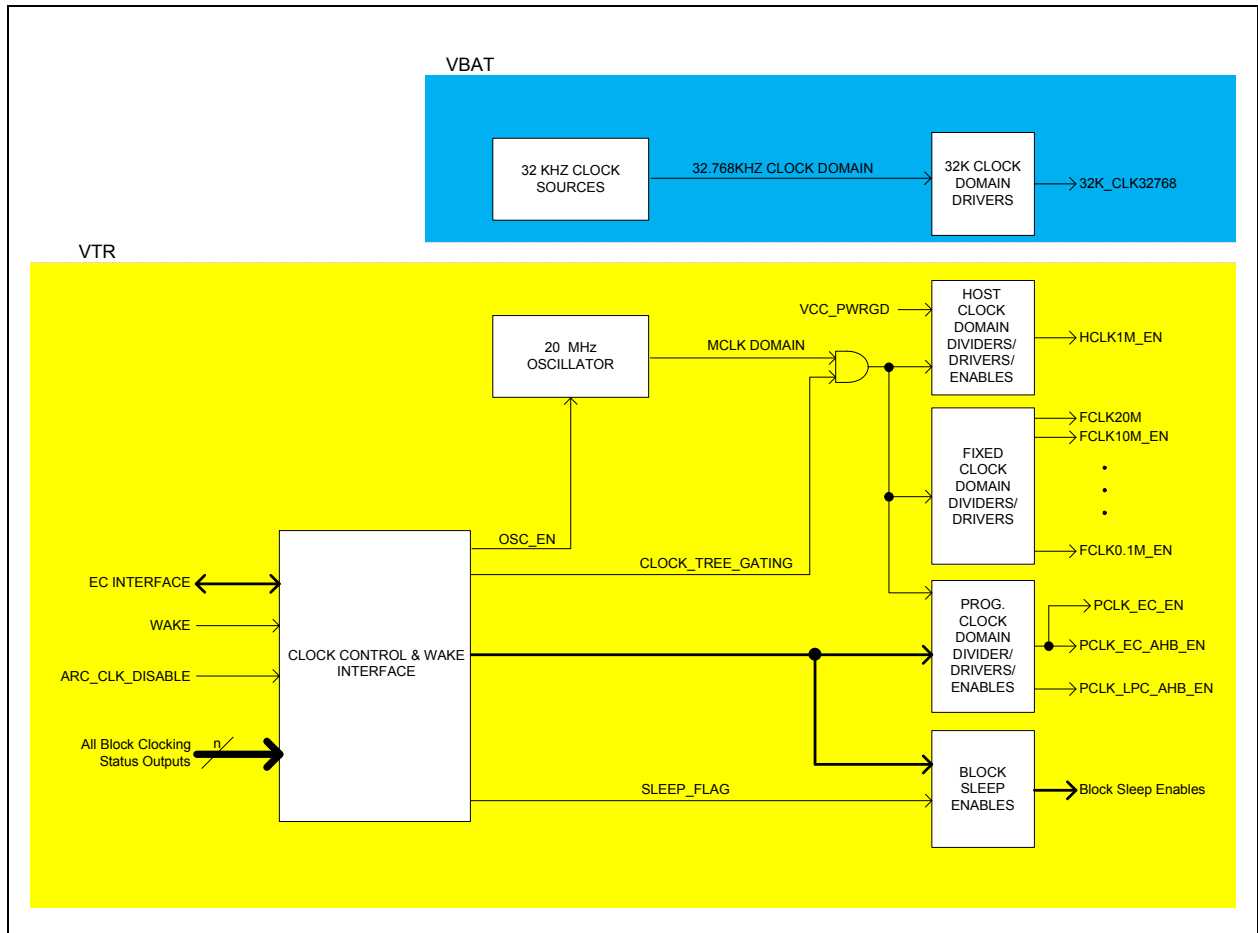 VBAT
32 KHZ CLOCK
SOURCES
32.768KHZ CLOCK DOMAIN
32K CLOCK
DOMAIN
DRIVERS
32K_CLK32768
VTR
20 MHz
OSCILLATOR
MCLK DOMAIN
VCC_PWRGD
HOST
CLOCK
DOMAIN
DIVIDERS/
DRIVERS/
ENABLES
HCLK1M_EN
FIXED
CLOCK
DOMAIN
DIVIDERS/
DRIVERS
FCLK20M
FCLK10M_EN
FCLK0.1M_EN
OSC_EN
CLOCK_TREE_GATING
EC INTERFACE
WAKE
ARC_CLK_DISABLE
All Block Clocking
Status Outputs
n
CLOCK CONTROL & WAKE
INTERFACE
PROG.
CLOCK
DOMAIN
DIVIDER/
DRIVERS/
ENABLES
PCLK_EC_EN
PCLK_EC_AHB_EN
PCLK_LPC_AHB_EN
SLEEP_FLAG
BLOCK
SLEEP
ENABLES
Block Sleep Enables